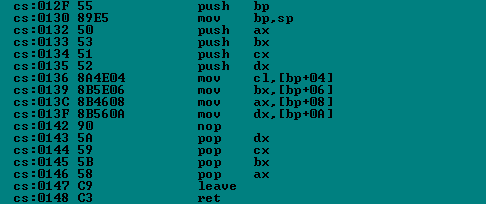 cs:012F 55 push bp
cs:0130 89E5 mov bp,sp
cs:0132 50 push ax
cs:0133 53 push bx
cs:0134 51 push cx
cs:0135 52 push dx
cs:0136 8A4E04 mov cl,[bp+04]
cs:0139 8B5E06 mov bx,[bp+06]
cs:013C 8B4608 mov ax,[bp+08]
cs:013F 8B560A mov dx,[bp+0A]
cs:0142 90 nop
cs:0143 5A pop dx
cs:0144 59 pop cx
cs:0145 5B pop bx
cs:0146 58 pop ax
cs:0147 C9 leave
cs:0148 C3 ret